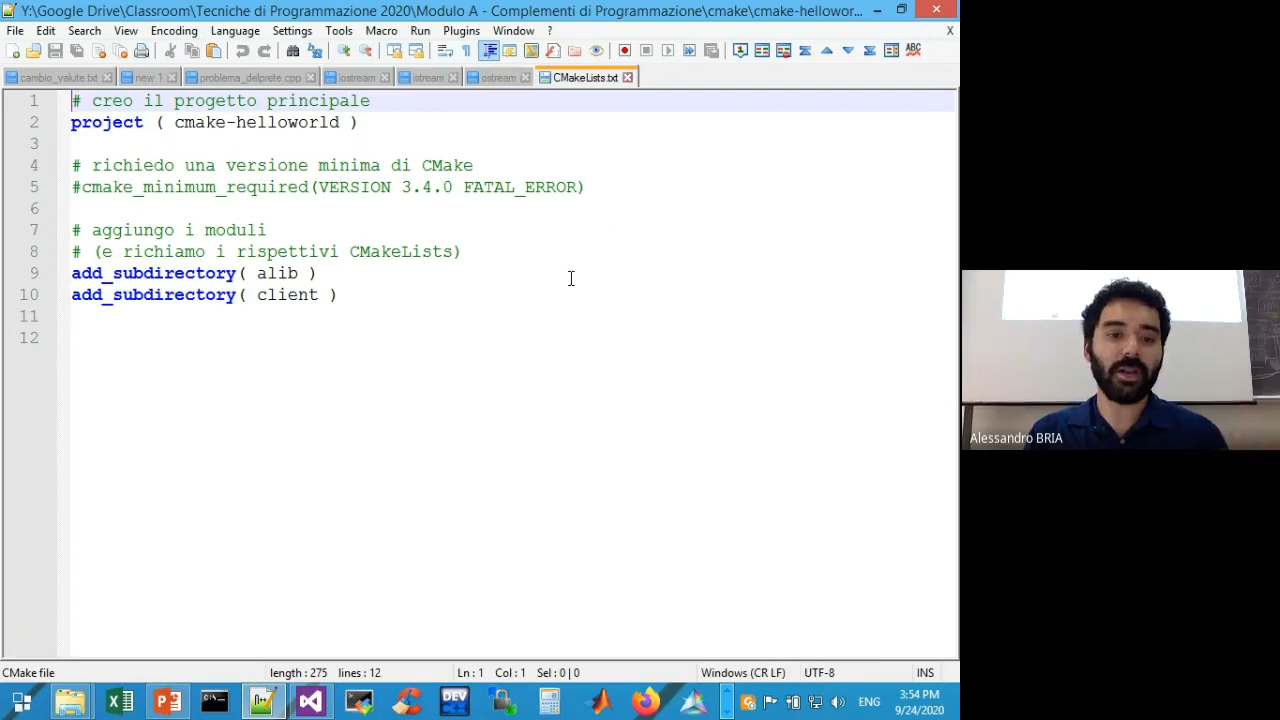 Y:\Google Drive\Classroom\Tecniche di Programmazione 2020\Modulo A - Complementi di Programmazione\cmake\cmake-hellowor...
File Edit Search View Encoding Language Settings Tools Macro Run Plugins Window ? X
cambio_valute.txt new 1 problema_delprete.cpp iostream istream ostream CMakeLists.txt
1 # creo il progetto principale
2 project ( cmake-helloworld )
3
4 # richiedo una versione minima di CMake
5 #cmake_minimum_required(VERSION 3.4.0 FATAL_ERROR)
6
7 # aggiungo i moduli
8 # (e richiamo i rispettivi CMakeLists)
9 add_subdirectory( alib )
10 add_subdirectory( client )
11
12
Alessandro BRIA
CMake file length : 275 lines : 12 Ln : 1 Col : 1 Sel : 0 | 0 Windows (CR LF) UTF-8 INS
DEV ENG 3:54 PM
9/24/2020